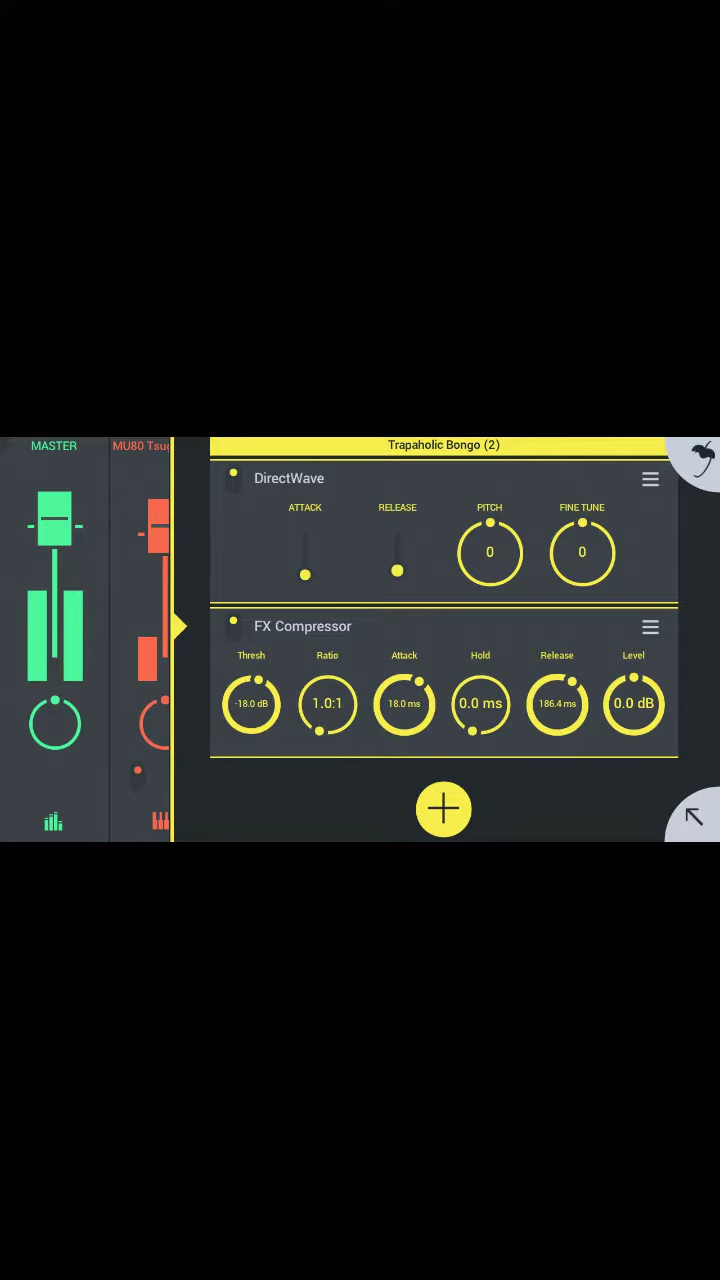 MASTER
MU80 Tsug
Trapaholic Bongo (2)
DirectWave
ATTACK RELEASE PITCH FINE TUNE
0 0
FX Compressor
Thresh Ratio Attack Hold Release Level
-18.0 dB 1.0:1 18.0 ms 0.0 ms 186.4 ms 0.0 dB